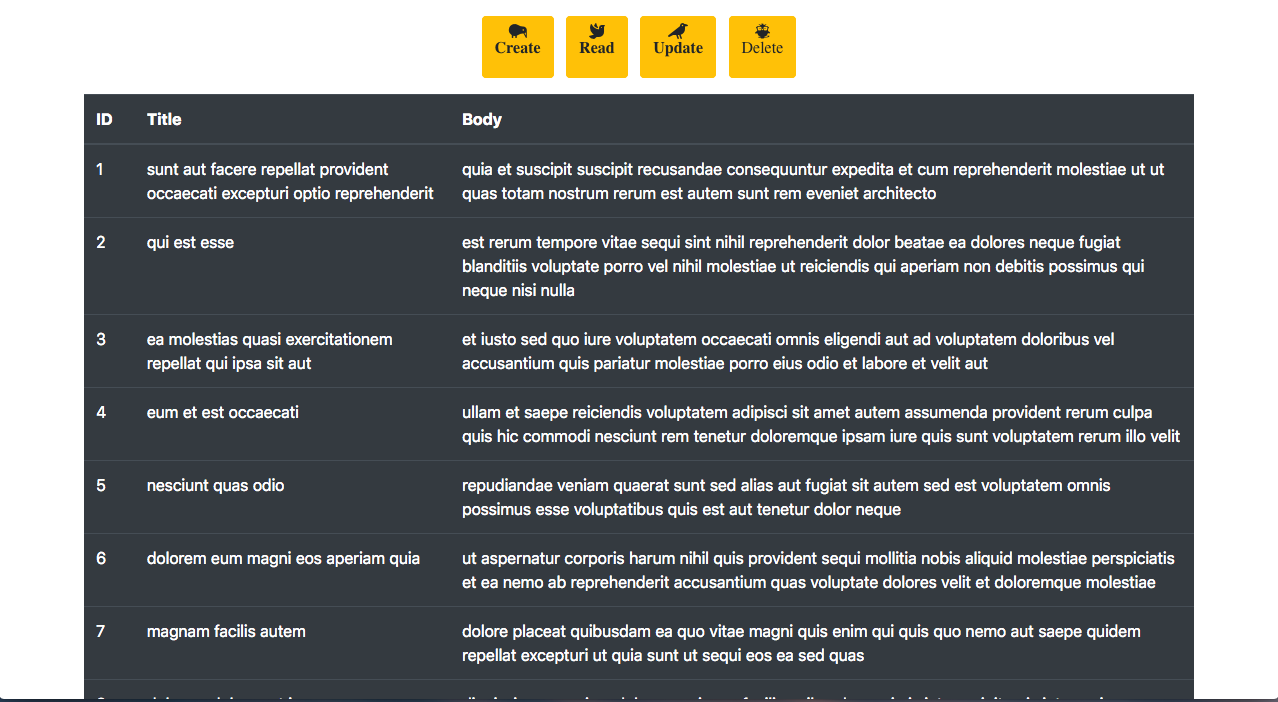 Create Read Update Delete
ID Title Body
1 sunt aut facere repellat provident quia et suscipit suscipit recusandae consequuntur expedita et cum reprehenderit molestiae ut ut
occaecati excepturi optio reprehenderit quas totam nostrum rerum est autem sunt rem eveniet architecto
2 qui est esse est rerum tempore vitae sequi sint nihil reprehenderit dolor beatae ea dolores neque fugiat
blanditiis voluptate porro vel nihil molestiae ut reiciendis qui aperiam non debitis possimus qui
neque nisi nulla
3 ea molestias quasi exercitationem et iusto sed quo iure voluptatem occaecati omnis eligendi aut ad voluptatem doloribus vel
repellat qui ipsa sit aut accusantium quis pariatur molestiae porro eius odio et labore et velit aut
4 eum et est occaecati ullam et saepe reiciendis voluptatem adipisci sit amet autem assumenda provident rerum culpa
quis hic commodi nesciunt rem tenetur doloremque ipsam iure quis sunt voluptatem rerum illo velit
5 nesciunt quas odio repudiandae veniam quaerat sunt sed alias aut fugiat sit autem sed est voluptatem omnis
possimus esse voluptatibus quis est aut tenetur dolor neque
6 dolorem eum magni eos aperiam quia ut aspernatur corporis harum nihil quis provident sequi mollitia nobis aliquid molestiae perspiciatis
et ea nemo ab reprehenderit accusantium quas voluptate dolores velit et doloremque molestiae
7 magnam facilis autem dolore placeat quibusdam ea quo vitae magni quis enim qui quis quo nemo aut saepe quidem
repellat excepturi ut quia sunt ut sequi eos ea sed quas